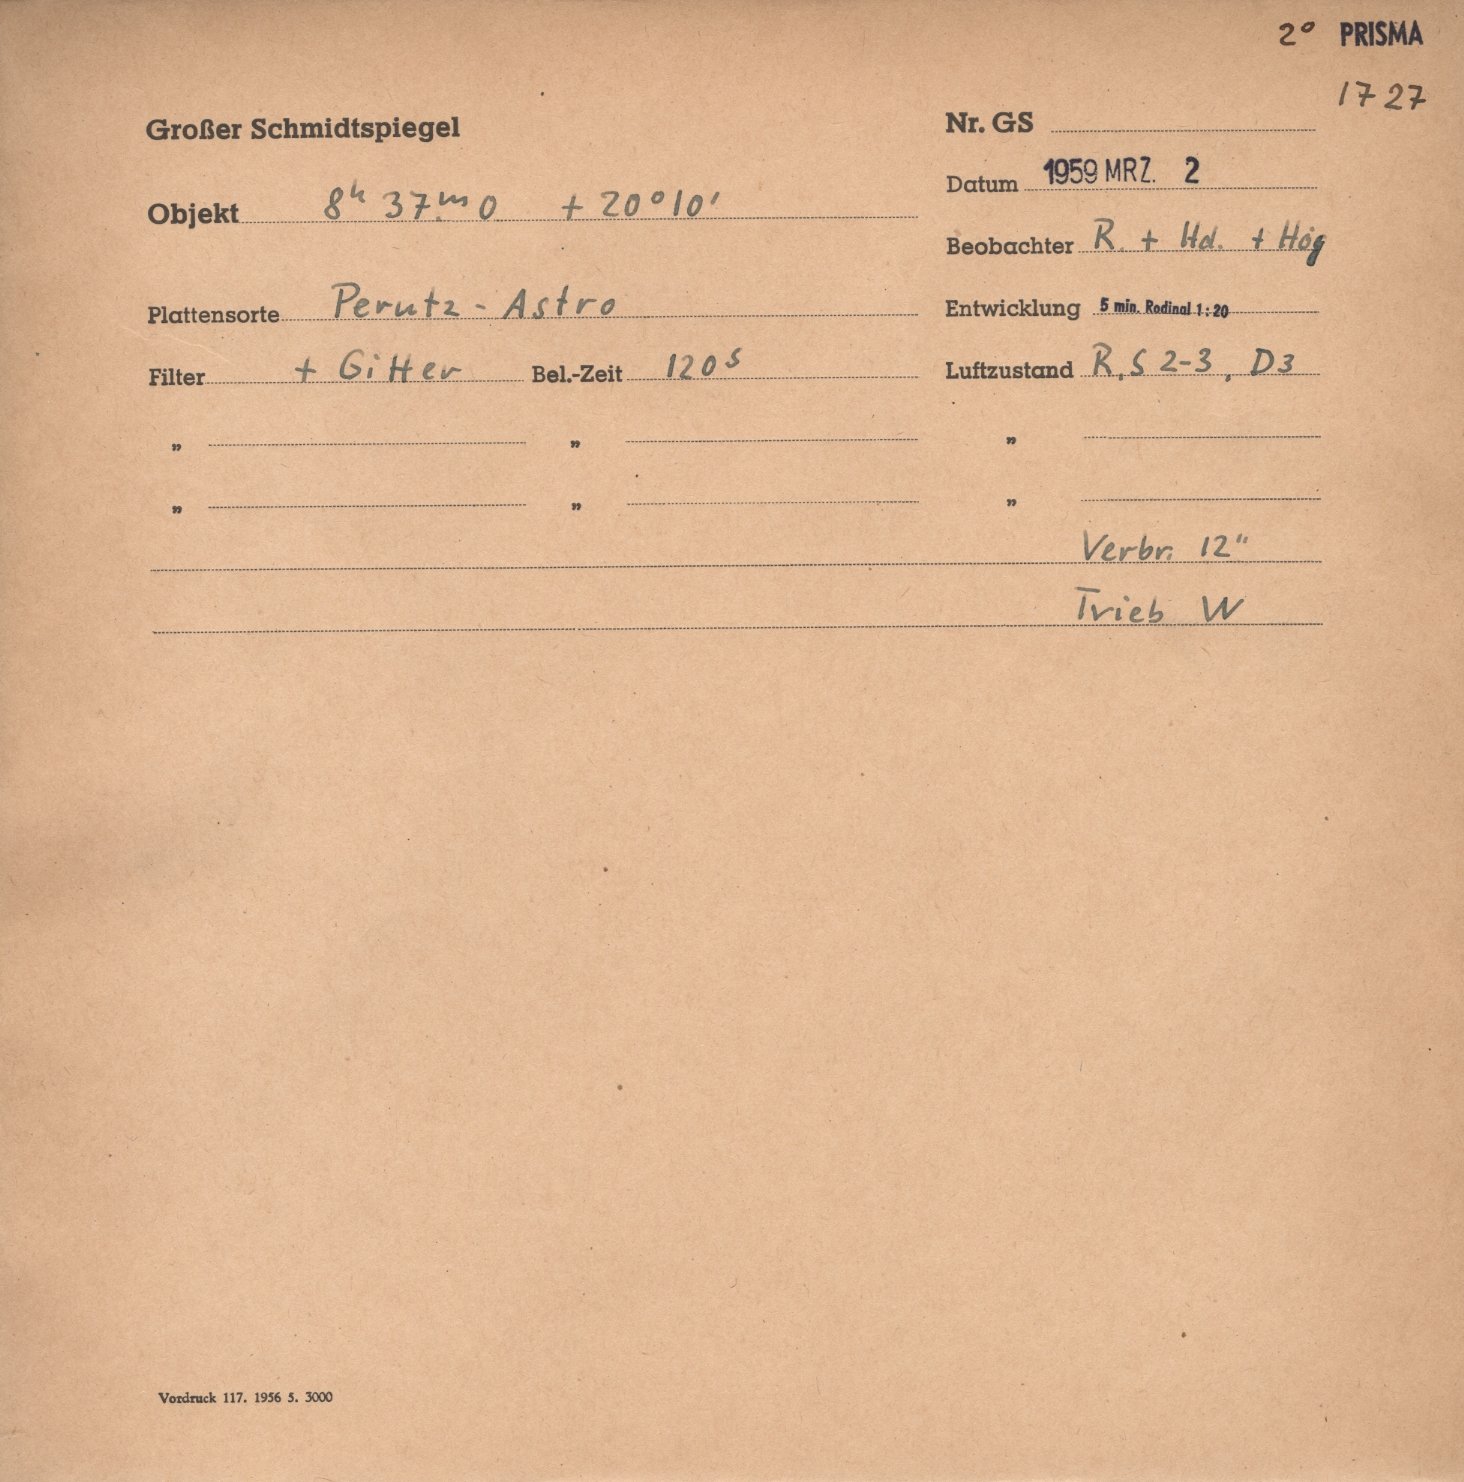 2° PRISMA
1727
Großer Schmidtspiegel
Nr. GS
Datum 1959 MRZ. 2
Objekt 8h 37.m0 + 20°10'
Beobachter R. + Hd. + Høg
Plattensorte Perutz - Astro
Entwicklung 5 min. Rodinal 1:20
Filter + Gitter Bel.-Zeit 120s
Luftzustand R, S 2-3, D3
„ „ „
„ „ „
Verbr. 12"
Trieb W
Vordruck 117. 1956 5. 3000